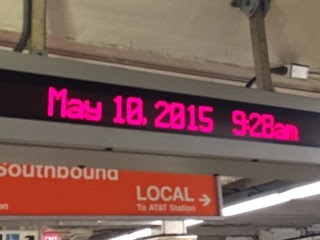 May 10, 2015 9:28am
Southbound
LOCAL →
TO AT&T Station